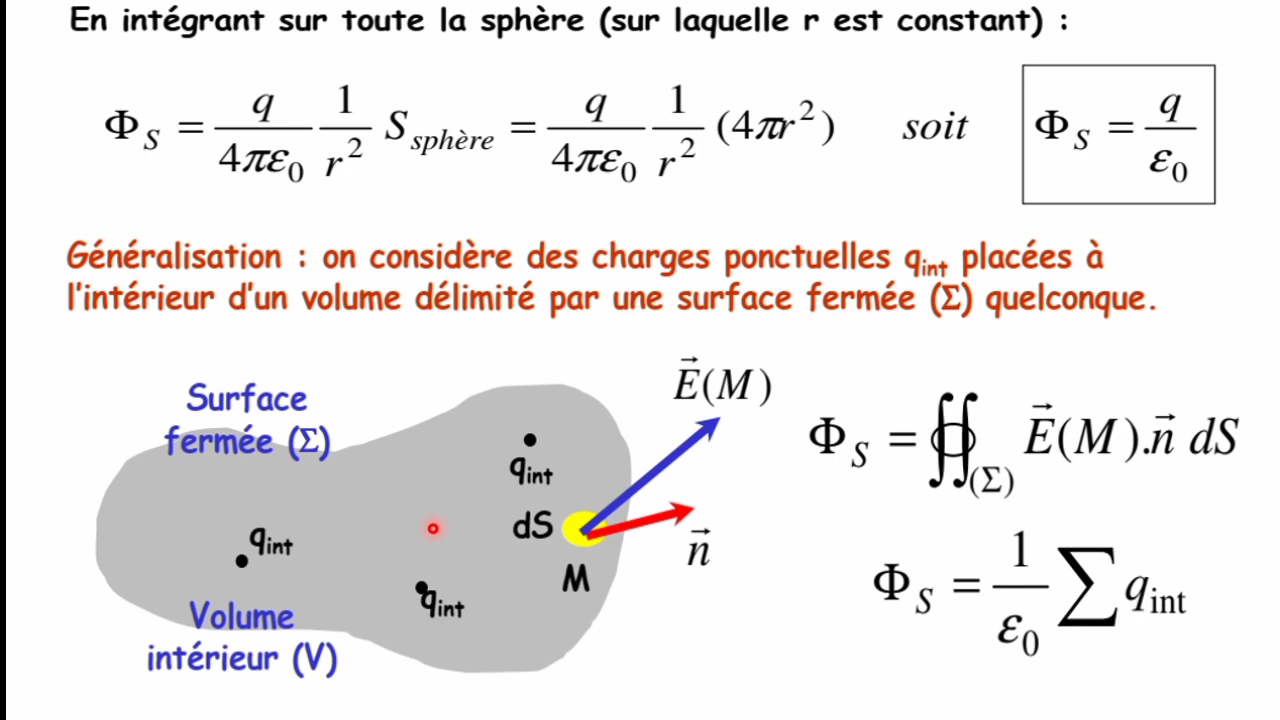 En intégrant sur toute la sphère (sur laquelle r est constant) :
Φ_S = q/(4πε₀) 1/r² S_sphère = q/(4πε₀) 1/r² (4πr²) soit Φ_S = q/ε₀
Généralisation : on considère des charges ponctuelles q_int placées à
l'intérieur d'un volume délimité par une surface fermée (Σ) quelconque.
Surface
fermée (Σ)
q_int
q_int
q_int
Volume
intérieur (V)
dS
M
E⃗(M)
n⃗
Φ_S = ∯_(Σ) E⃗(M).n⃗ dS
Φ_S = 1/ε₀ ∑ q_int